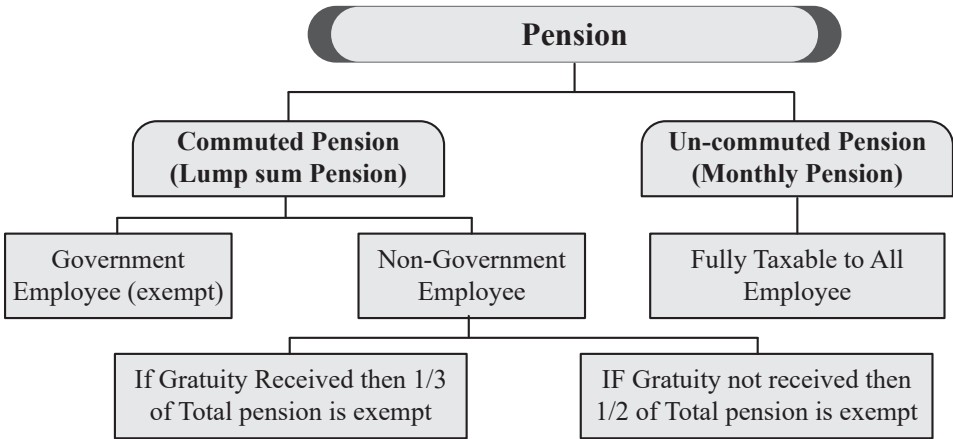 Pension
Commuted Pension
(Lump sum Pension)
Un-commuted Pension
(Monthly Pension)
Government
Employee (exempt)
Non-Government
Employee
Fully Taxable to All
Employee
If Gratuity Received then 1/3
of Total pension is exempt
IF Gratuity not received then
1/2 of Total pension is exempt